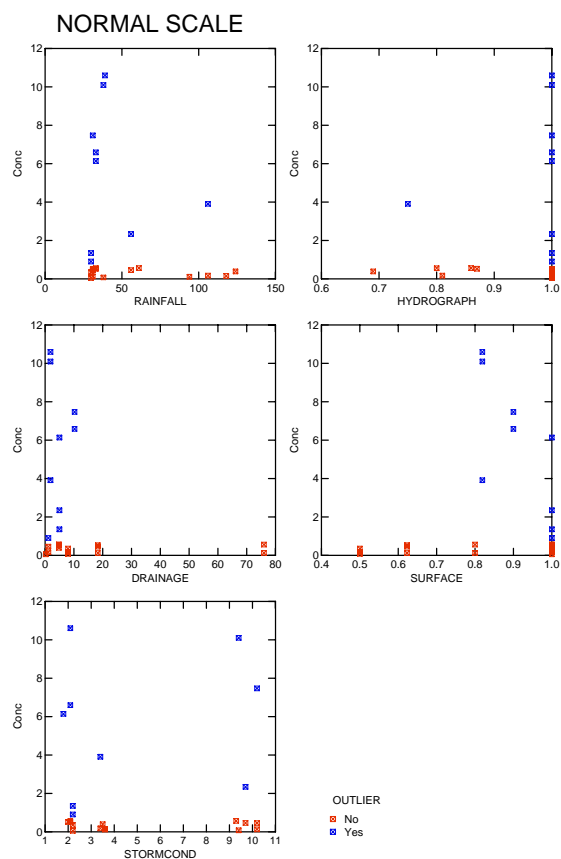 NORMAL SCALE
12
10
8
6
4
2
0
Conc
0 50 100 150
RAINFALL
12
10
8
6
4
2
0
Conc
0.6 0.7 0.8 0.9 1.0
HYDROGRAPH
12
10
8
6
4
2
0
Conc
0 10 20 30 40 50 60 70 80
DRAINAGE
12
10
8
6
4
2
0
Conc
0.4 0.5 0.6 0.7 0.8 0.9 1.0
SURFACE
12
10
8
6
4
2
0
Conc
1 2 3 4 5 6 7 8 9 10 11
STORMCOND
OUTLIER
No
Yes